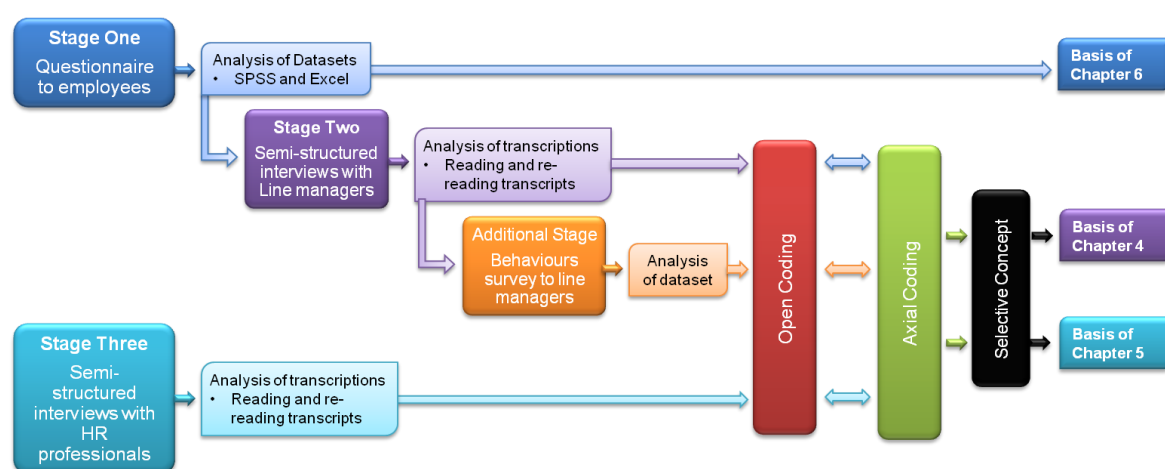 Stage One
Questionnaire
to employees
Analysis of Datasets
• SPSS and Excel
Basis of
Chapter 6
Stage Two
Semi-structured
interviews with
Line managers
Analysis of transcriptions
• Reading and re-
reading transcripts
Additional Stage
Behaviours
survey to line
managers
Analysis
of dataset
Open Coding
Axial Coding
Selective Concept
Basis of
Chapter 4
Basis of
Chapter 5
Stage Three
Semi-
structured
interviews with
HR
professionals
Analysis of transcriptions
• Reading and re-
reading transcripts